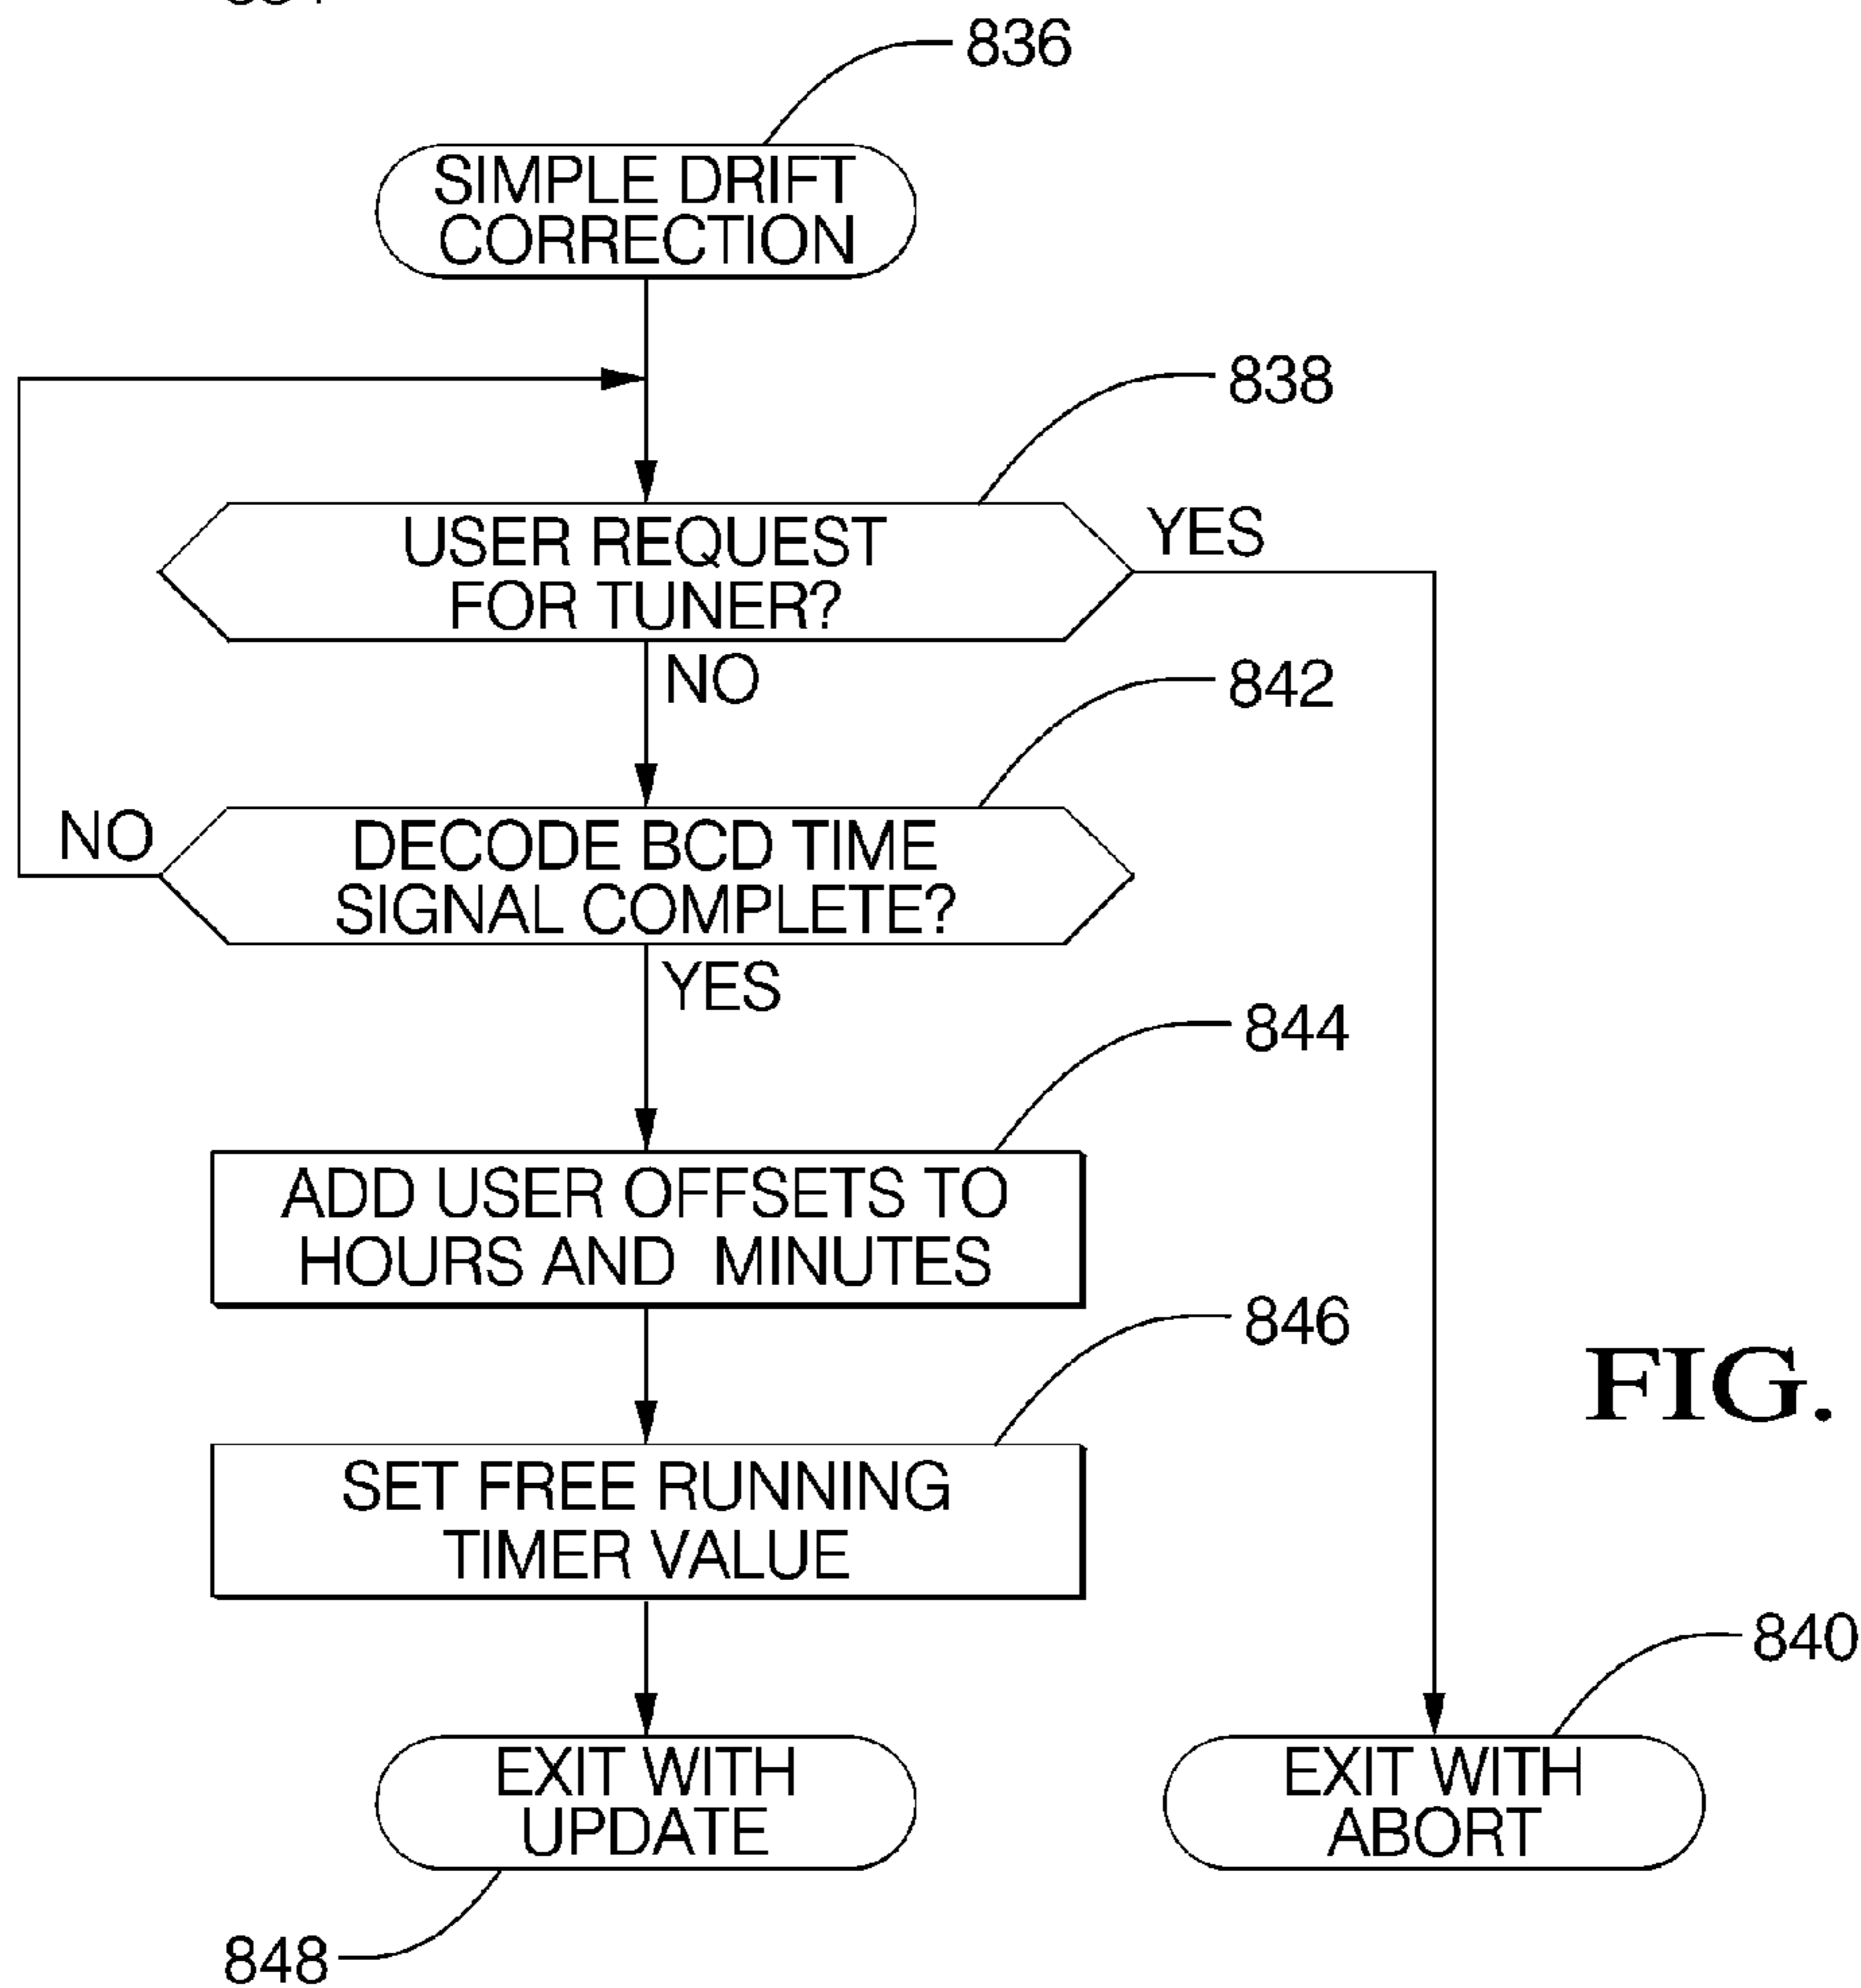 836
SIMPLE DRIFT
CORRECTION
838
USER REQUEST
FOR TUNER?
YES
NO
842
DECODE BCD TIME
SIGNAL COMPLETE?
NO
YES
844
ADD USER OFFSETS TO
HOURS AND MINUTES
846
SET FREE RUNNING
TIMER VALUE
FIG.
840
EXIT WITH
UPDATE
EXIT WITH
ABORT
848